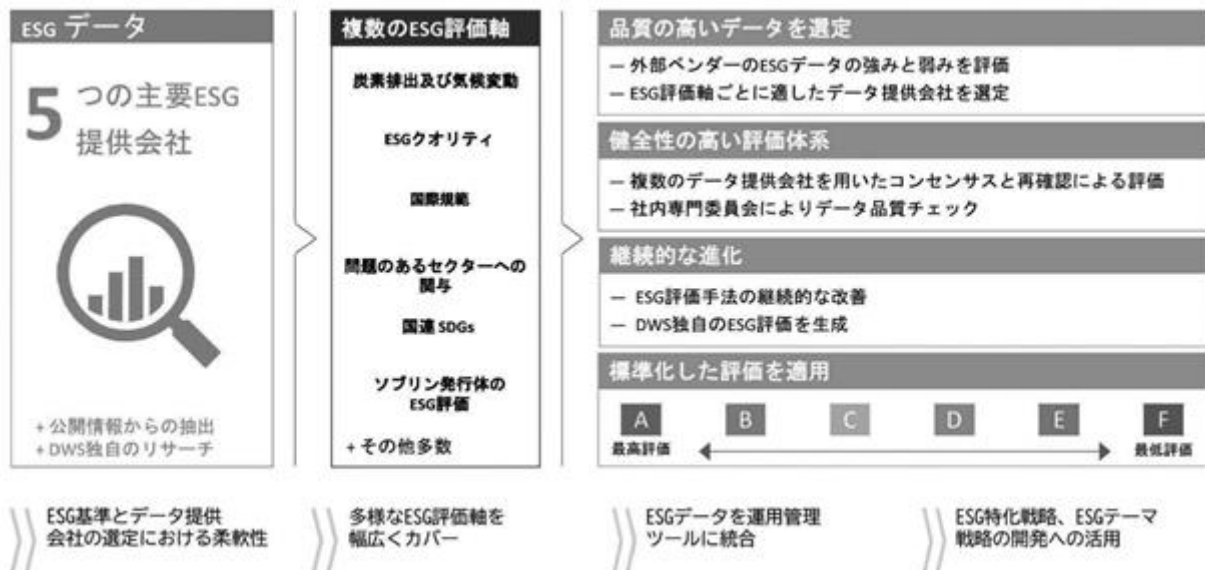 ESG データ
5 つの主要ESG
提供会社
+ 公開情報からの抽出
+ DWS独自のリサーチ
複数のESG評価軸
炭素排出及び気候変動
ESGクオリティ
国際規範
問題のあるセクターへの
関与
国連 SDGs
ソブリン発行体の
ESG評価
+ その他多数
品質の高いデータを選定
— 外部ベンダーのESGデータの強みと弱みを評価
— ESG評価軸ごとに適したデータ提供会社を選定
健全性の高い評価体系
— 複数のデータ提供会社を用いたコンセンサスと再確認による評価
— 社内専門委員会によりデータ品質チェック
継続的な進化
— ESG評価手法の継続的な改善
— DWS独自のESG評価を生成
標準化した評価を適用
A B C D E F
最高評価 最低評価
ESG基準とデータ提供
会社の選定における柔軟性
多様なESG評価軸を
幅広くカバー
ESGデータを運用管理
ツールに統合
ESG特化戦略、ESGテーマ
戦略の開発への活用